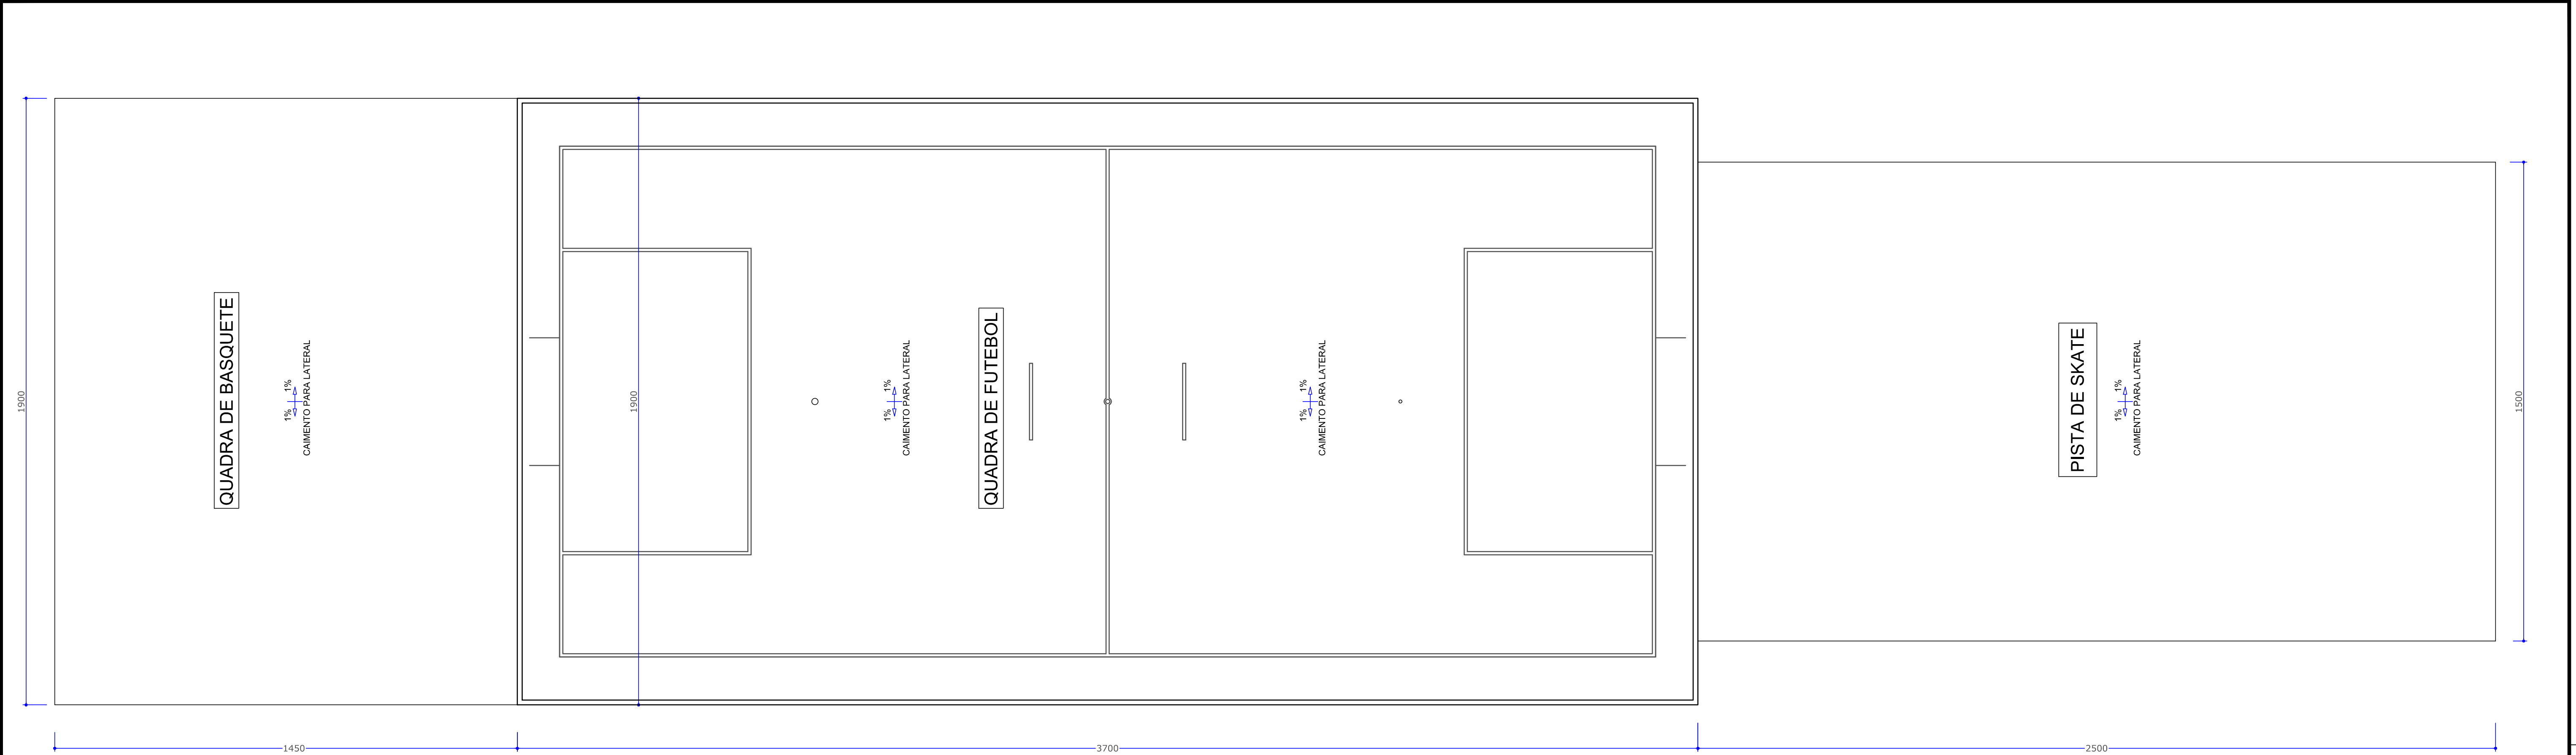 1900
QUADRA DE BASQUETE
1% 1%
CAIMENTO PARA LATERAL
1900
1% 1%
CAIMENTO PARA LATERAL
QUADRA DE FUTEBOL
1% 1%
CAIMENTO PARA LATERAL
PISTA DE SKATE
1% 1%
CAIMENTO PARA LATERAL
1500
1450
3700
2500